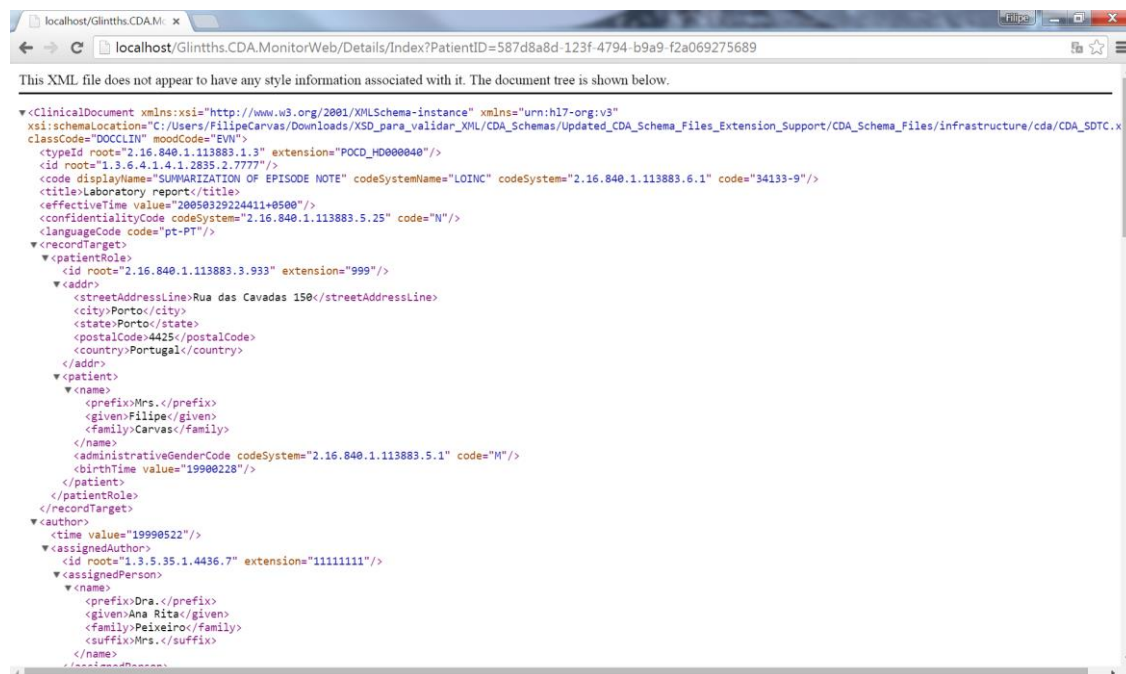 localhost/Glintths.CDA.Mo
Filipe
localhost/Glintths.CDA.MonitorWeb/Details/Index?PatientID=587d8a8d-123f-4794-b9a9-f2a069275689
This XML file does not appear to have any style information associated with it. The document tree is shown below.
▼<ClinicalDocument xmlns:xsi="http://www.w3.org/2001/XMLSchema-instance" xmlns="urn:hl7-org:v3"
xsi:schemaLocation="C:/Users/FilipeCarvas/Downloads/XSD_para_validar_XML/CDA_Schemas/Updated_CDA_Schema_Files_Extension_Support/CDA_Schema_Files/infrastructure/cda/CDA_SDTC.x
classCode="DOCCLIN" moodCode="EVN">
<typeId root="2.16.840.1.113883.1.3" extension="POCD_HD000040"/>
<id root="1.3.6.4.1.4.1.2835.2.7777"/>
<code displayName="SUMMARIZATION OF EPISODE NOTE" codeSystemName="LOINC" codeSystem="2.16.840.1.113883.6.1" code="34133-9"/>
<title>Laboratory report</title>
<effectiveTime value="20050329224411+0500"/>
<confidentialityCode codeSystem="2.16.840.1.113883.5.25" code="N"/>
<languageCode code="pt-PT"/>
▼<recordTarget>
▼<patientRole>
<id root="2.16.840.1.113883.3.933" extension="999"/>
▼<addr>
<streetAddressLine>Rua das Cavadas 150</streetAddressLine>
<city>Porto</city>
<state>Porto</state>
<postalCode>4425</postalCode>
<country>Portugal</country>
</addr>
▼<patient>
▼<name>
<prefix>Mrs.</prefix>
<given>Filipe</given>
<family>Carvas</family>
</name>
<administrativeGenderCode codeSystem="2.16.840.1.113883.5.1" code="M"/>
<birthTime value="19900228"/>
</patient>
</patientRole>
</recordTarget>
▼<author>
<time value="19990522"/>
▼<assignedAuthor>
<id root="1.3.5.35.1.4436.7" extension="11111111"/>
▼<assignedPerson>
▼<name>
<prefix>Dra.</prefix>
<given>Ana Rita</given>
<family>Peixeiro</family>
<suffix>Mrs.</suffix>
</name>
</assignedPerson>